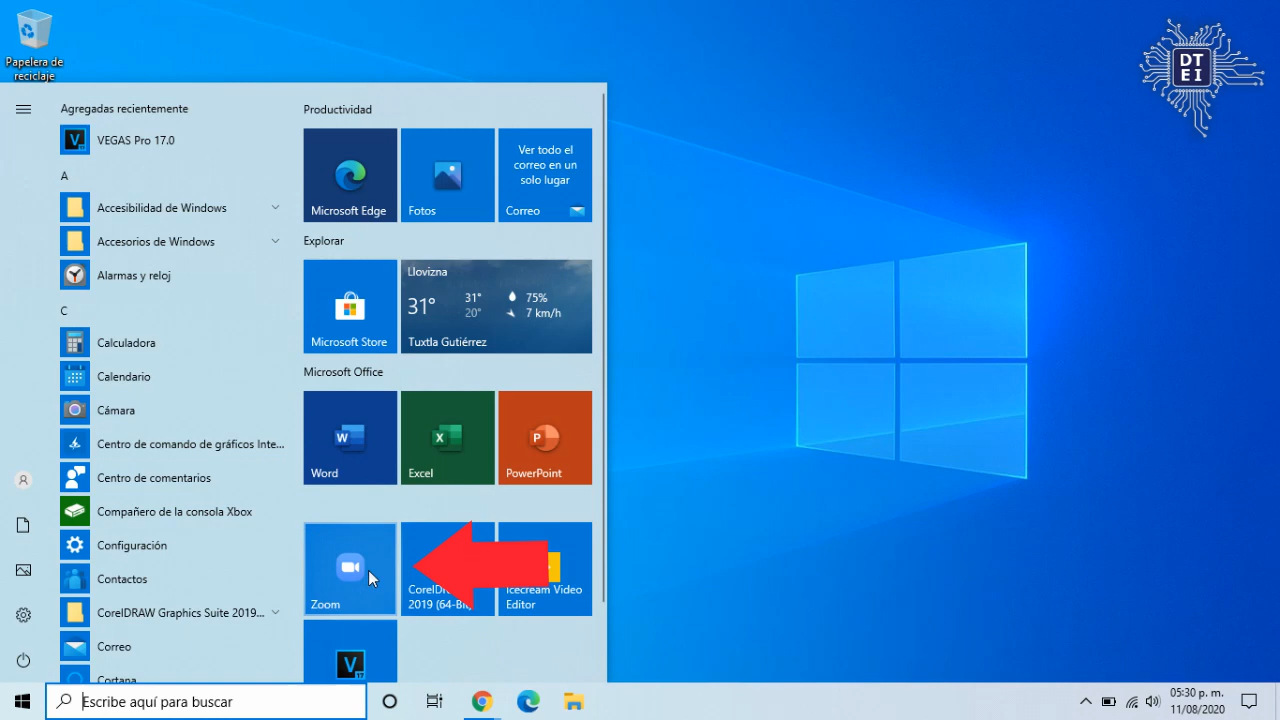 Papelera de
reciclaje
DT
EI
Agregadas recientemente
VEGAS Pro 17.0
A
Accesibilidad de Windows
Accesorios de Windows
Alarmas y reloj
C
Calculadora
Calendario
Cámara
Centro de comando de gráficos Inte...
Centro de comentarios
Compañero de la consola Xbox
Configuración
Contactos
CorelDRAW Graphics Suite 2019...
Correo
Cortana
Productividad
Microsoft Edge
Fotos
Ver todo el
correo en un
solo lugar
Correo
Explorar
Microsoft Store
Llovizna
31°
31°
20°
75%
7 km/h
Tuxtla Gutiérrez
Microsoft Office
Word
Excel
PowerPoint
Zoom
2019 (64-Bit)
Icecream Video
Editor
Escribe aquí para buscar
05:30 p. m.
11/08/2020